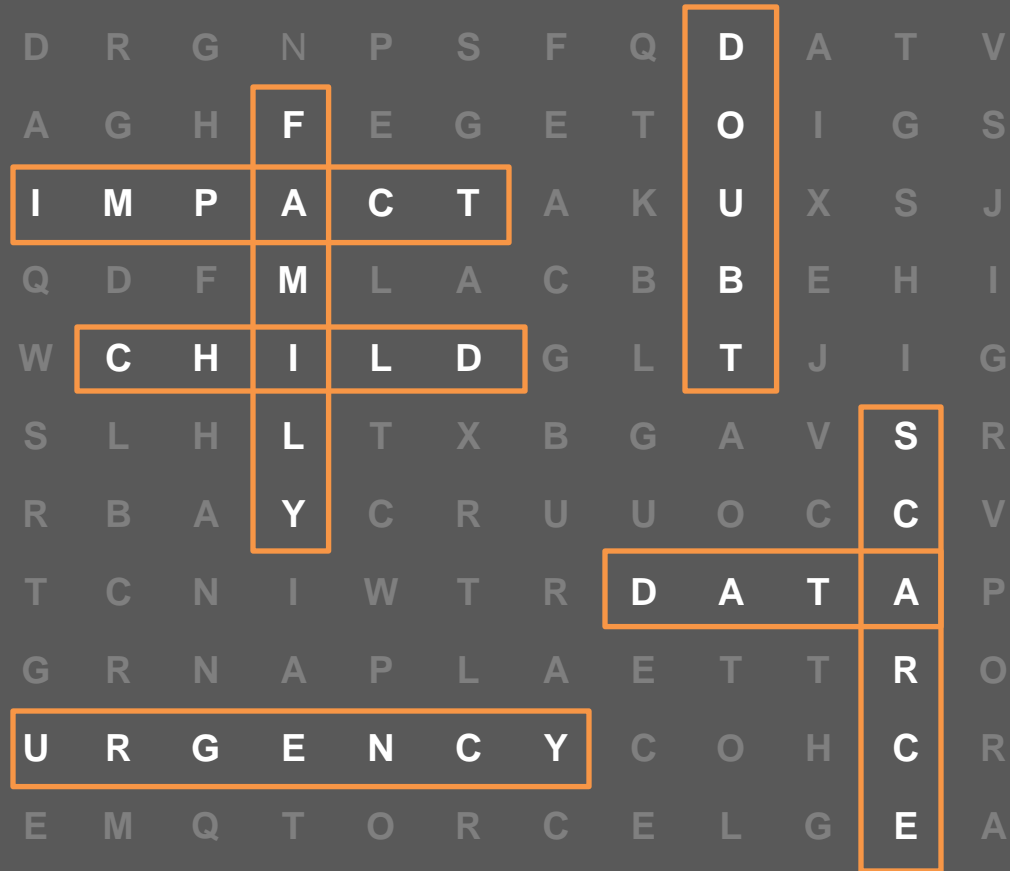 D R G N P S F Q D A T V
A G H F E G E T O I G S
I M P A C T A K U X S J
Q D F M L A C B B E H I
W C H I L D G L T J I G
S L H L T X B G A V S R
R B A Y C R U U O C C V
T C N I W T R D A T A P
G R N A P L A E T T R O
U R G E N C Y C O H C R
E M Q T O R C E L G E A